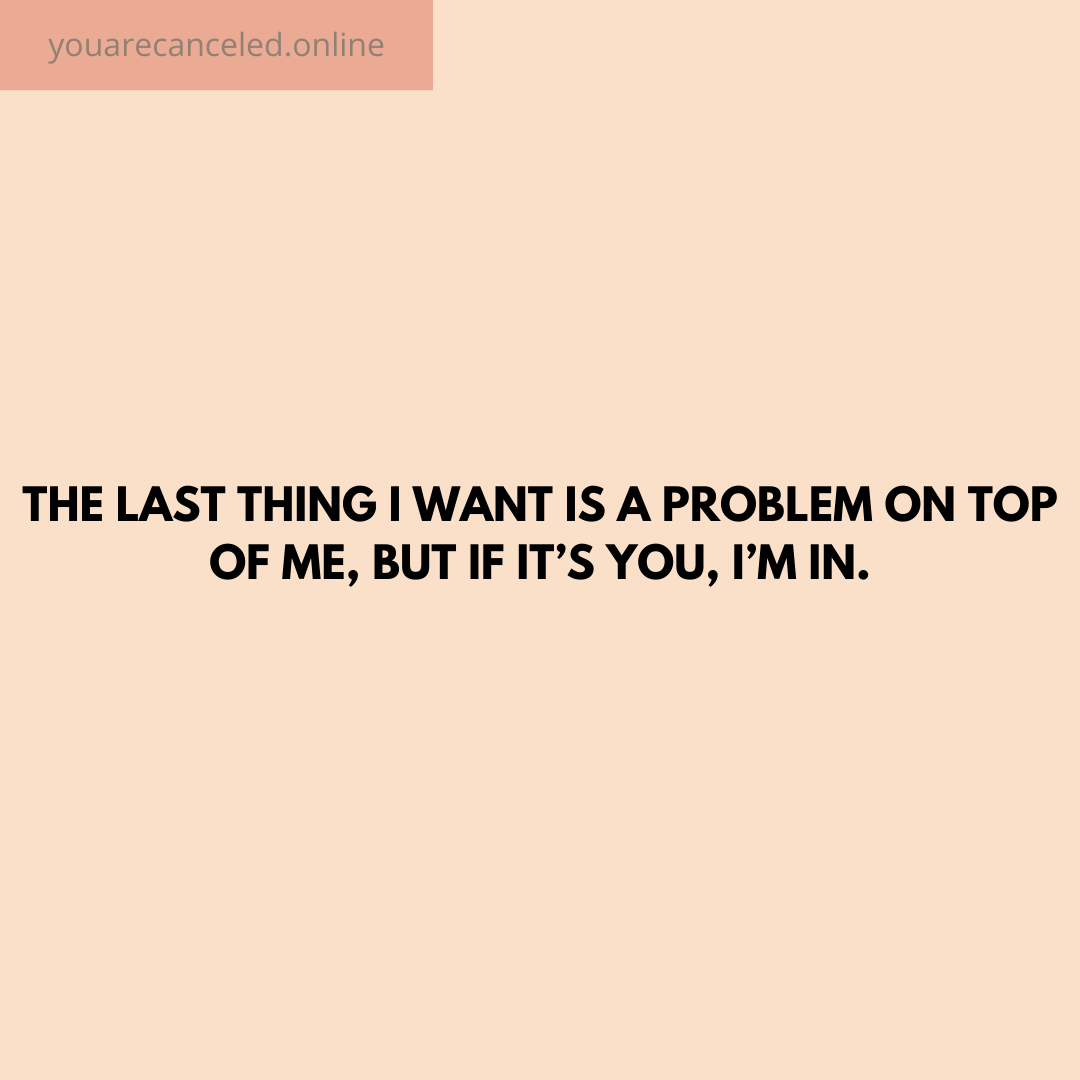 youarecanceled.online
THE LAST THING I WANT IS A PROBLEM ON TOP
OF ME, BUT IF IT’S YOU, I’M IN.